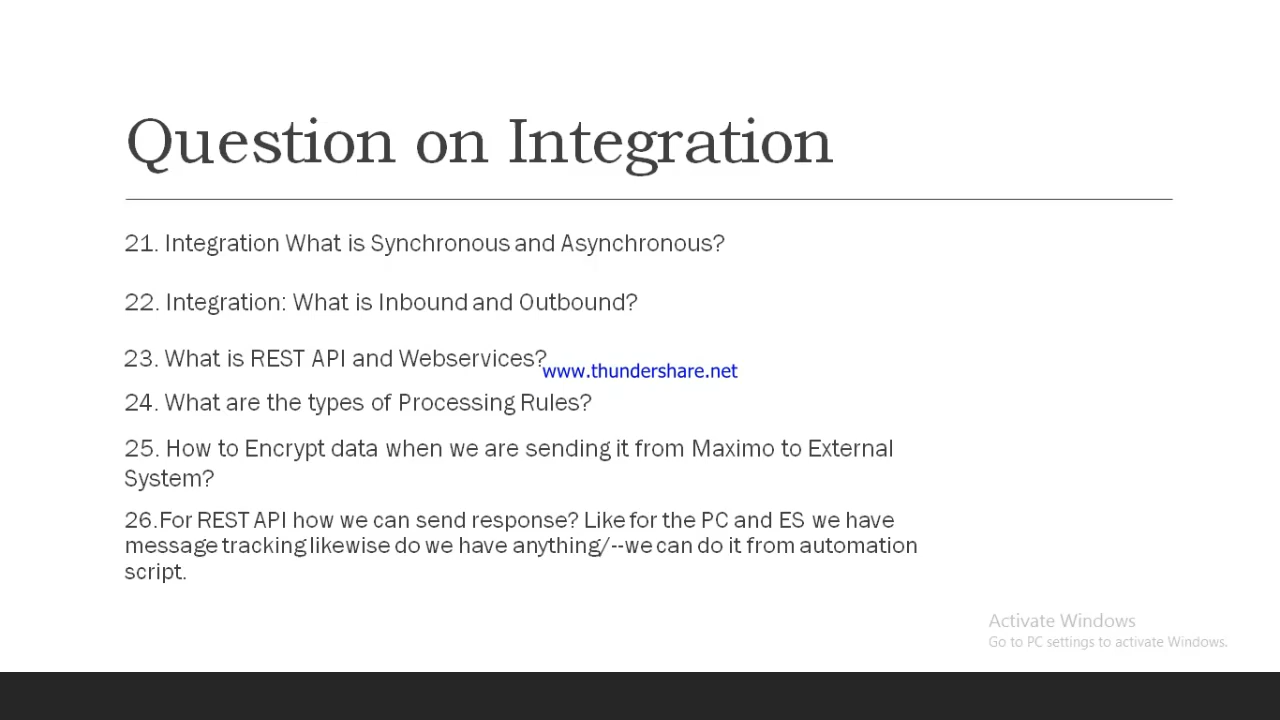 Question on Integration
21. Integration What is Synchronous and Asynchronous?
22. Integration: What is Inbound and Outbound?
23. What is REST API and Webservices?
www.thundershare.net
24. What are the types of Processing Rules?
25. How to Encrypt data when we are sending it from Maximo to External
System?
26.For REST API how we can send response? Like for the PC and ES we have
message tracking likewise do we have anything/--we can do it from automation
script.
Activate Windows
Go to PC settings to activate Windows.